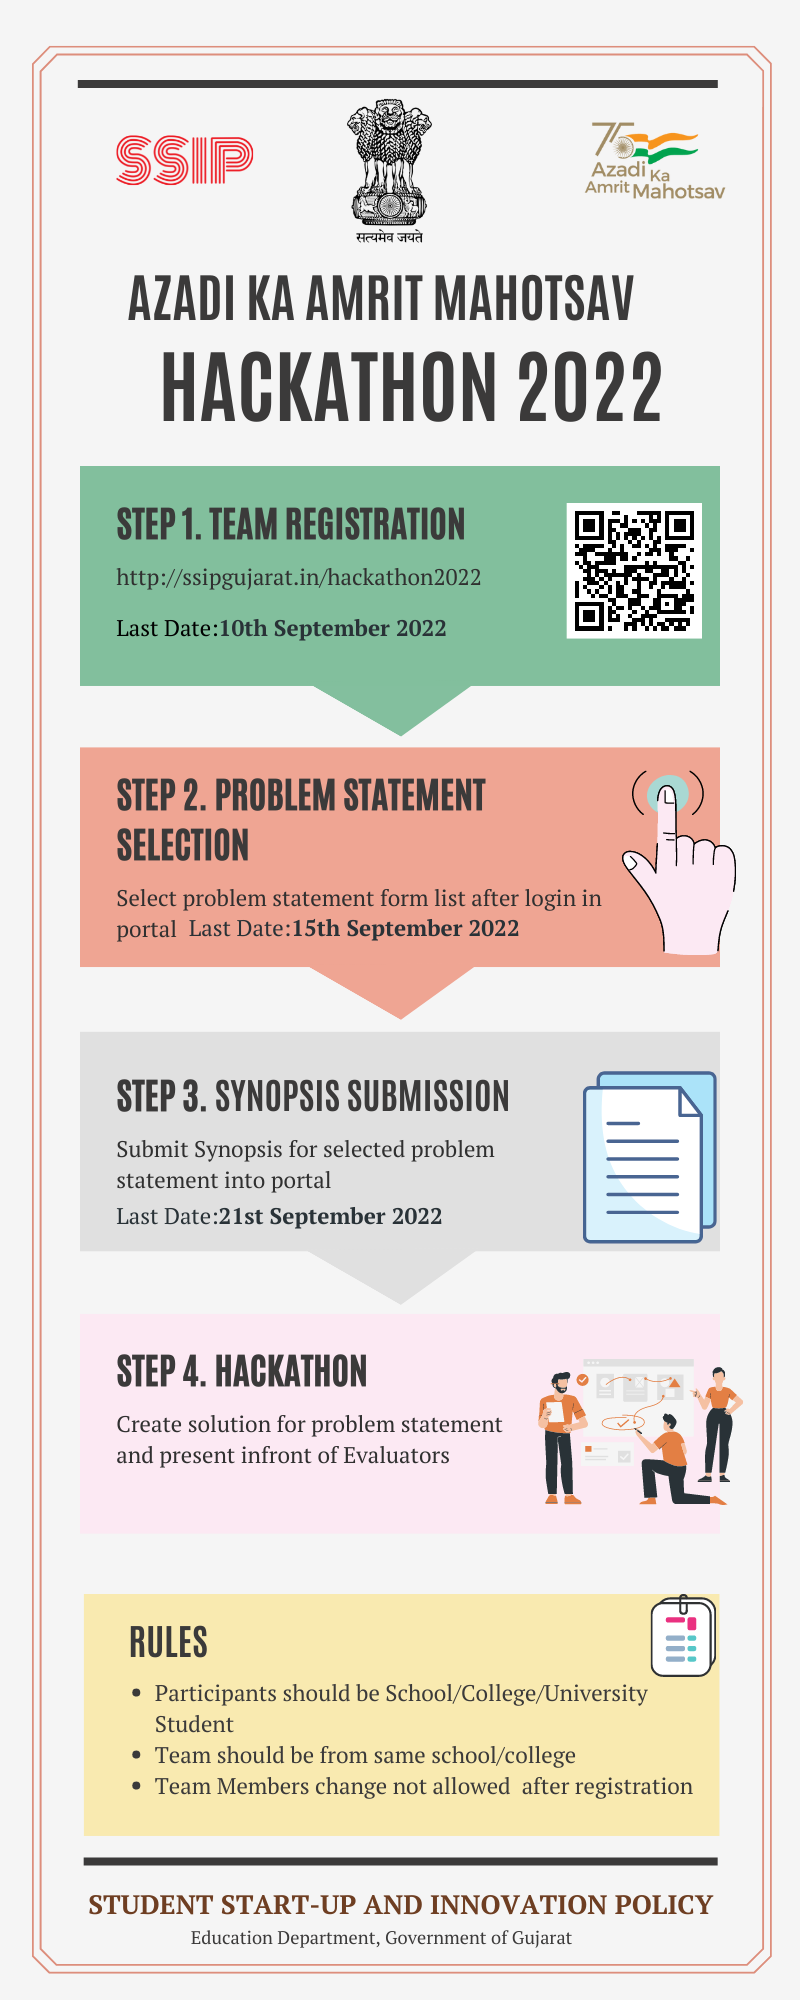 SSIP
सत्यमेव जयते
75
Azadi Ka
Amrit Mahotsav
AZADI KA AMRIT MAHOTSAV
HACKATHON 2022
STEP 1. TEAM REGISTRATION
http://ssipgujarat.in/hackathon2022
Last Date:10th September 2022
STEP 2. PROBLEM STATEMENT
SELECTION
Select problem statement form list after login in
portal  Last Date:15th September 2022
STEP 3. SYNOPSIS SUBMISSION
Submit Synopsis for selected problem
statement into portal
Last Date:21st September 2022
STEP 4. HACKATHON
Create solution for problem statement
and present infront of Evaluators
RULES
• Participants should be School/College/University
Student
• Team should be from same school/college
• Team Members change not allowed  after registration
STUDENT START-UP AND INNOVATION POLICY
Education Department, Government of Gujarat